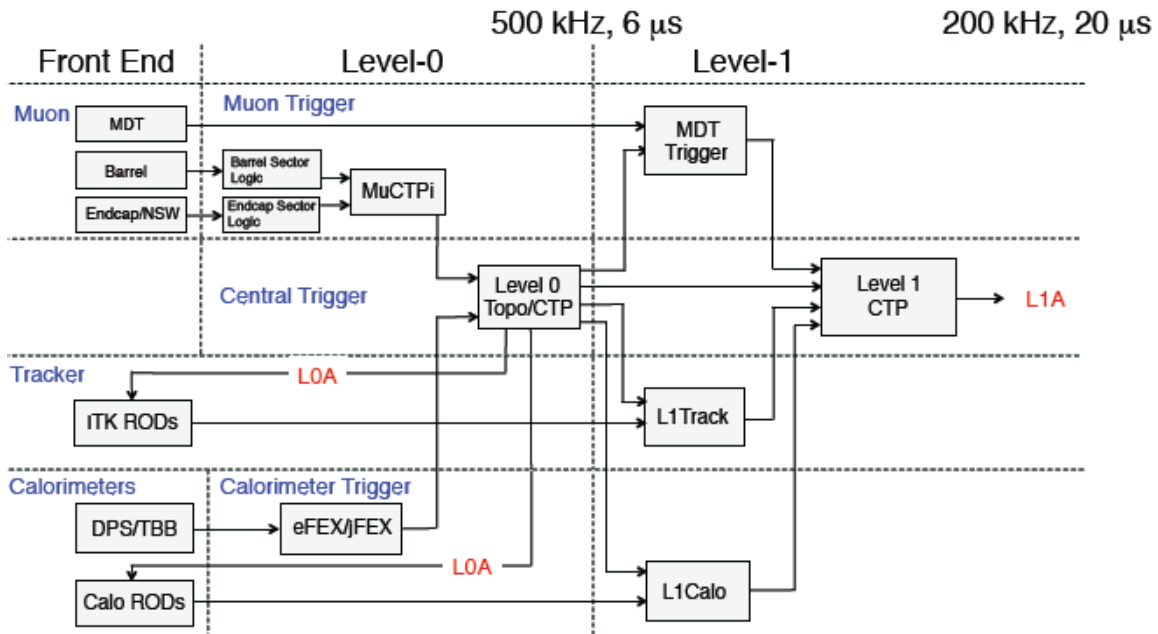 500 kHz, 6 μs
200 kHz, 20 μs
Front End
Level-0
Level-1
Muon
Muon Trigger
MDT
MDT
Trigger
Barrel
Barrel Sector
Logic
MuCTPi
Endcap/NSW
Endcap Sector
Logic
Central Trigger
Level 0
Topo/CTP
Level 1
CTP
L1A
Tracker
L0A
ITK RODs
L1Track
Calorimeters
Calorimeter Trigger
DPS/TBB
eFEX/jFEX
L0A
Calo RODs
L1Calo